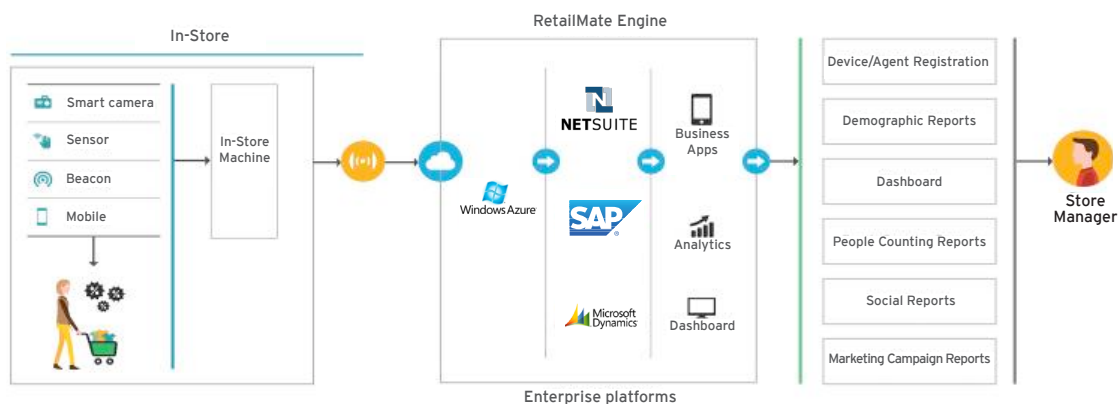 In-Store
Smart camera
Sensor
Beacon
Mobile
In-Store
Machine
RetailMate Engine
Windows Azure
N
NETSUITE
SAP
®
Microsoft
Dynamics
Business
Apps
Analytics
Dashboard
Enterprise platforms
Device/Agent Registration
Demographic Reports
Dashboard
People Counting Reports
Social Reports
Marketing Campaign Reports
Store
Manager